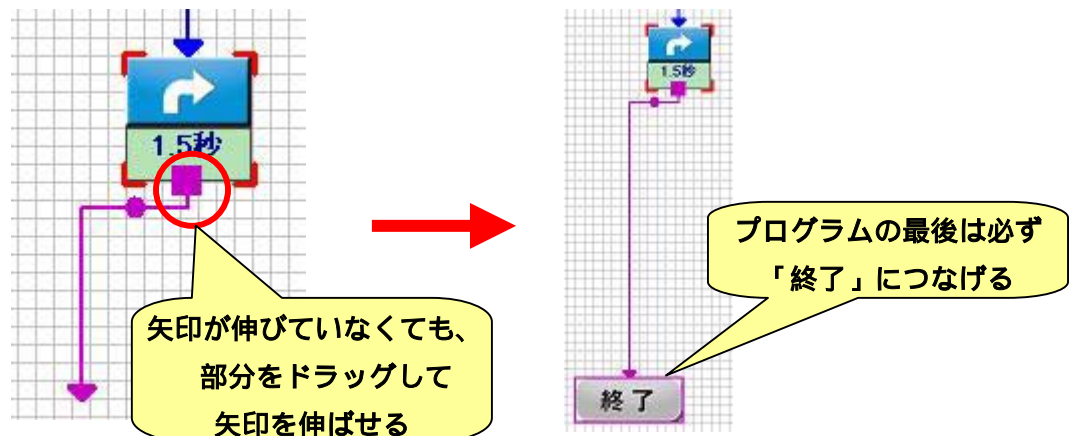 1.5秒
矢印が伸びていなくても、
部分をドラッグして
矢印を伸ばせる
1.5秒
プログラムの最後は必ず
「終了」につなげる
終了